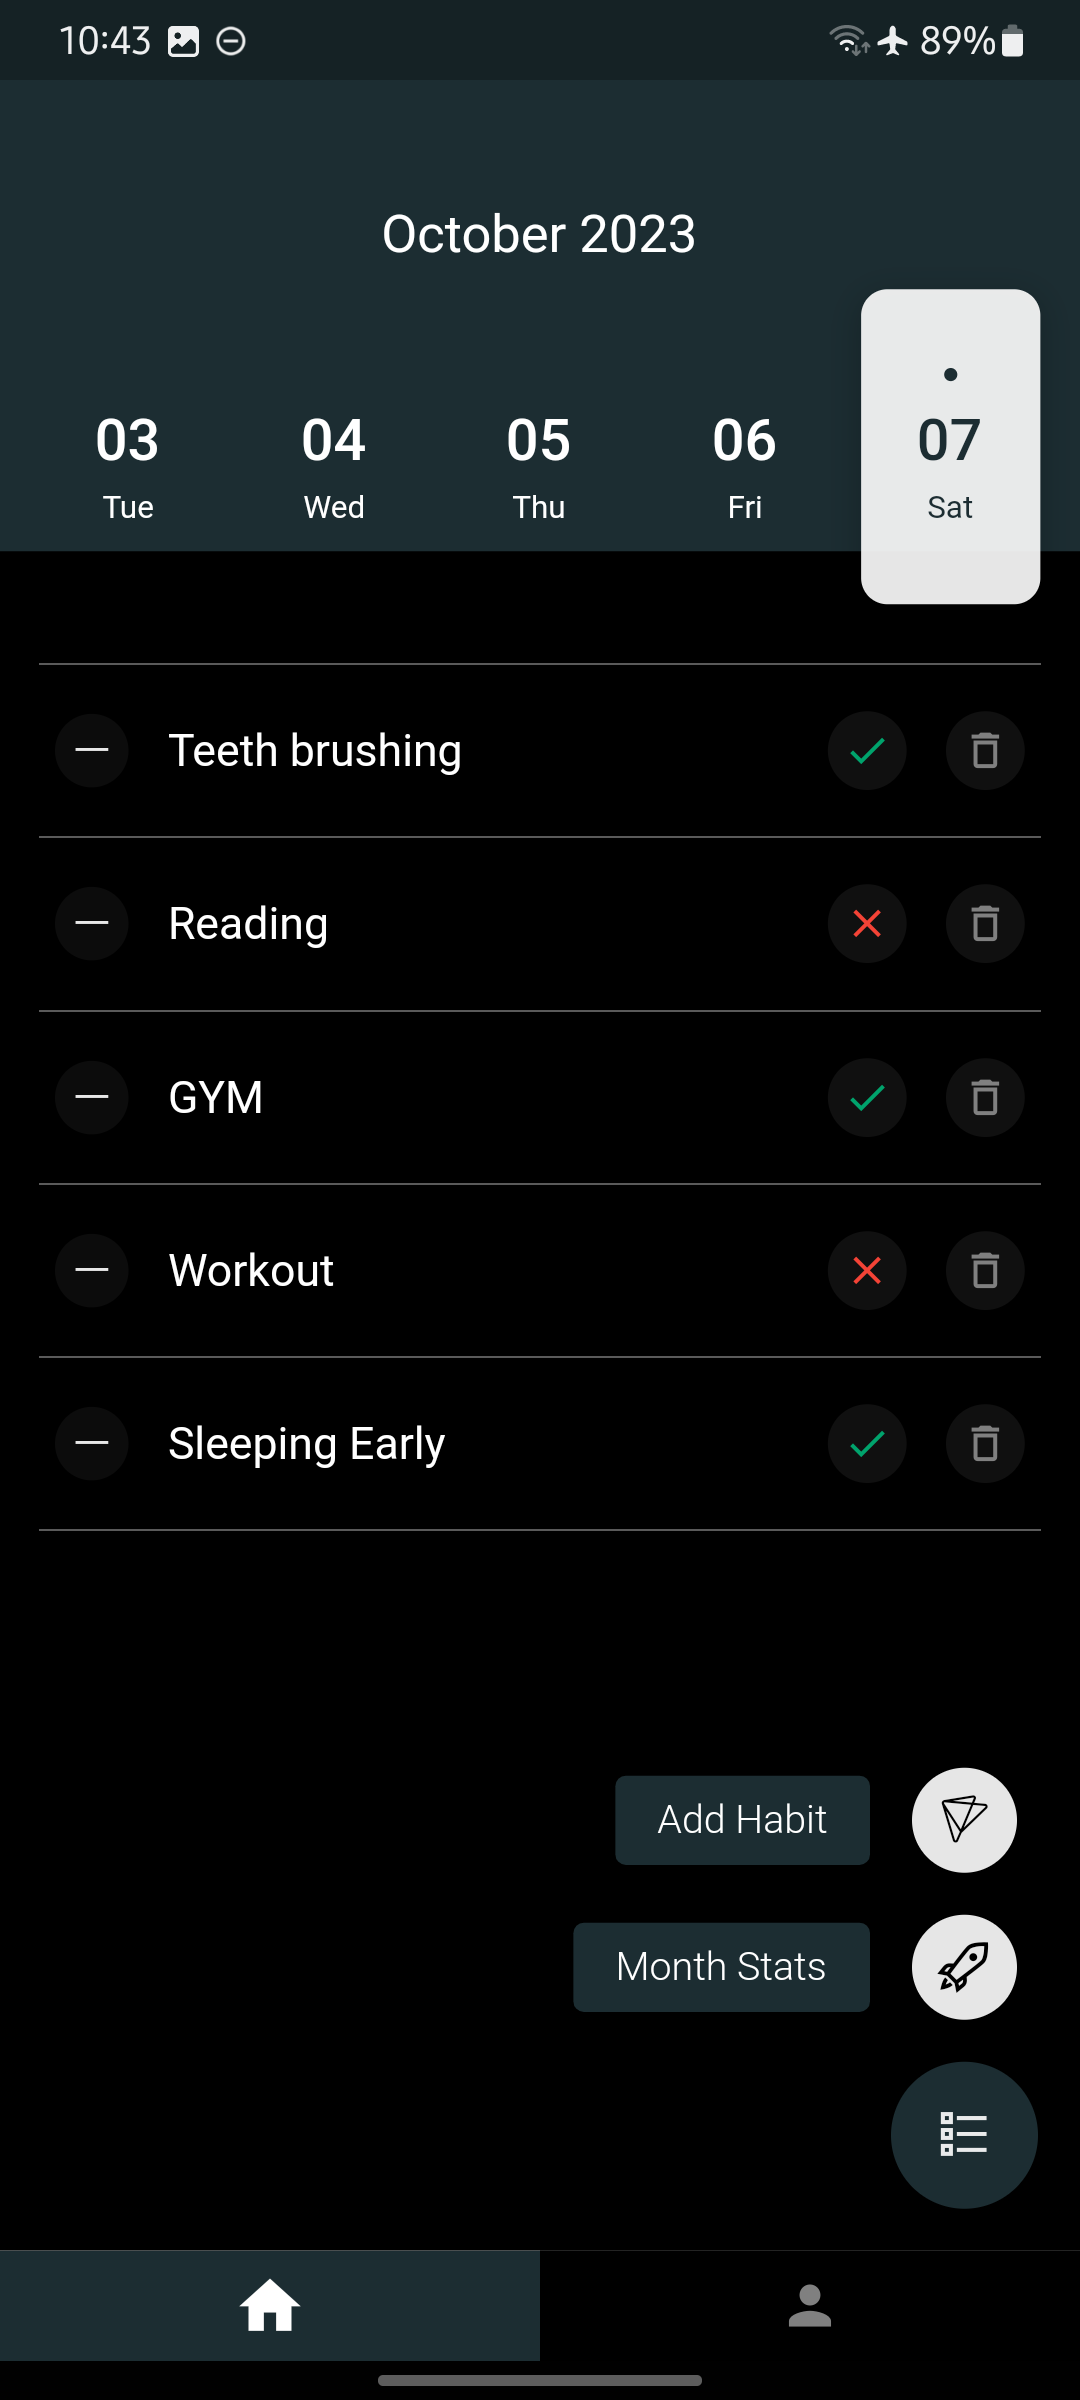 10:43
89%
October 2023
03 04 05 06 07
Tue Wed Thu Fri Sat
Teeth brushing
Reading
GYM
Workout
Sleeping Early
Add Habit
Month Stats